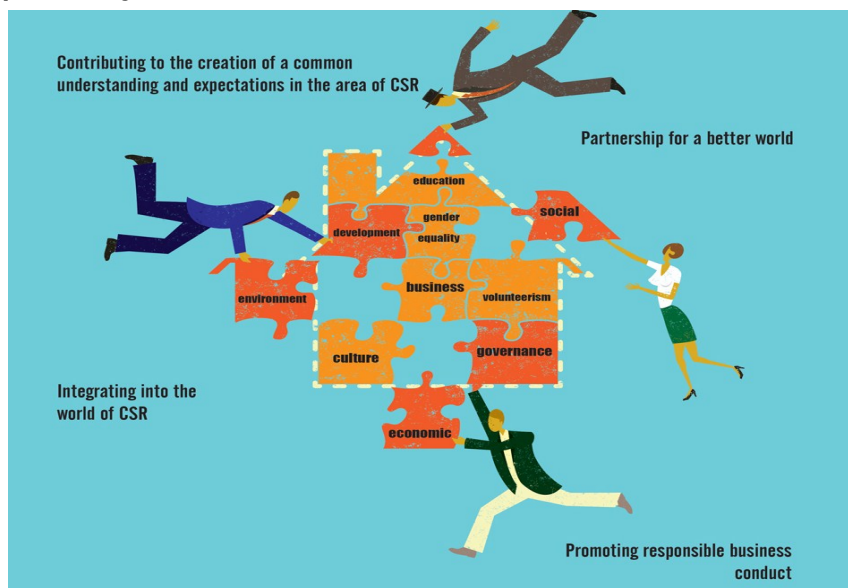 Contributing to the creation of a common
understanding and expectations in the area of CSR
Partnership for a better world
education
gender
equality
development
social
environment
business
volunteerism
culture
governance
Integrating into the
world of CSR
economic
Promoting responsible business
conduct